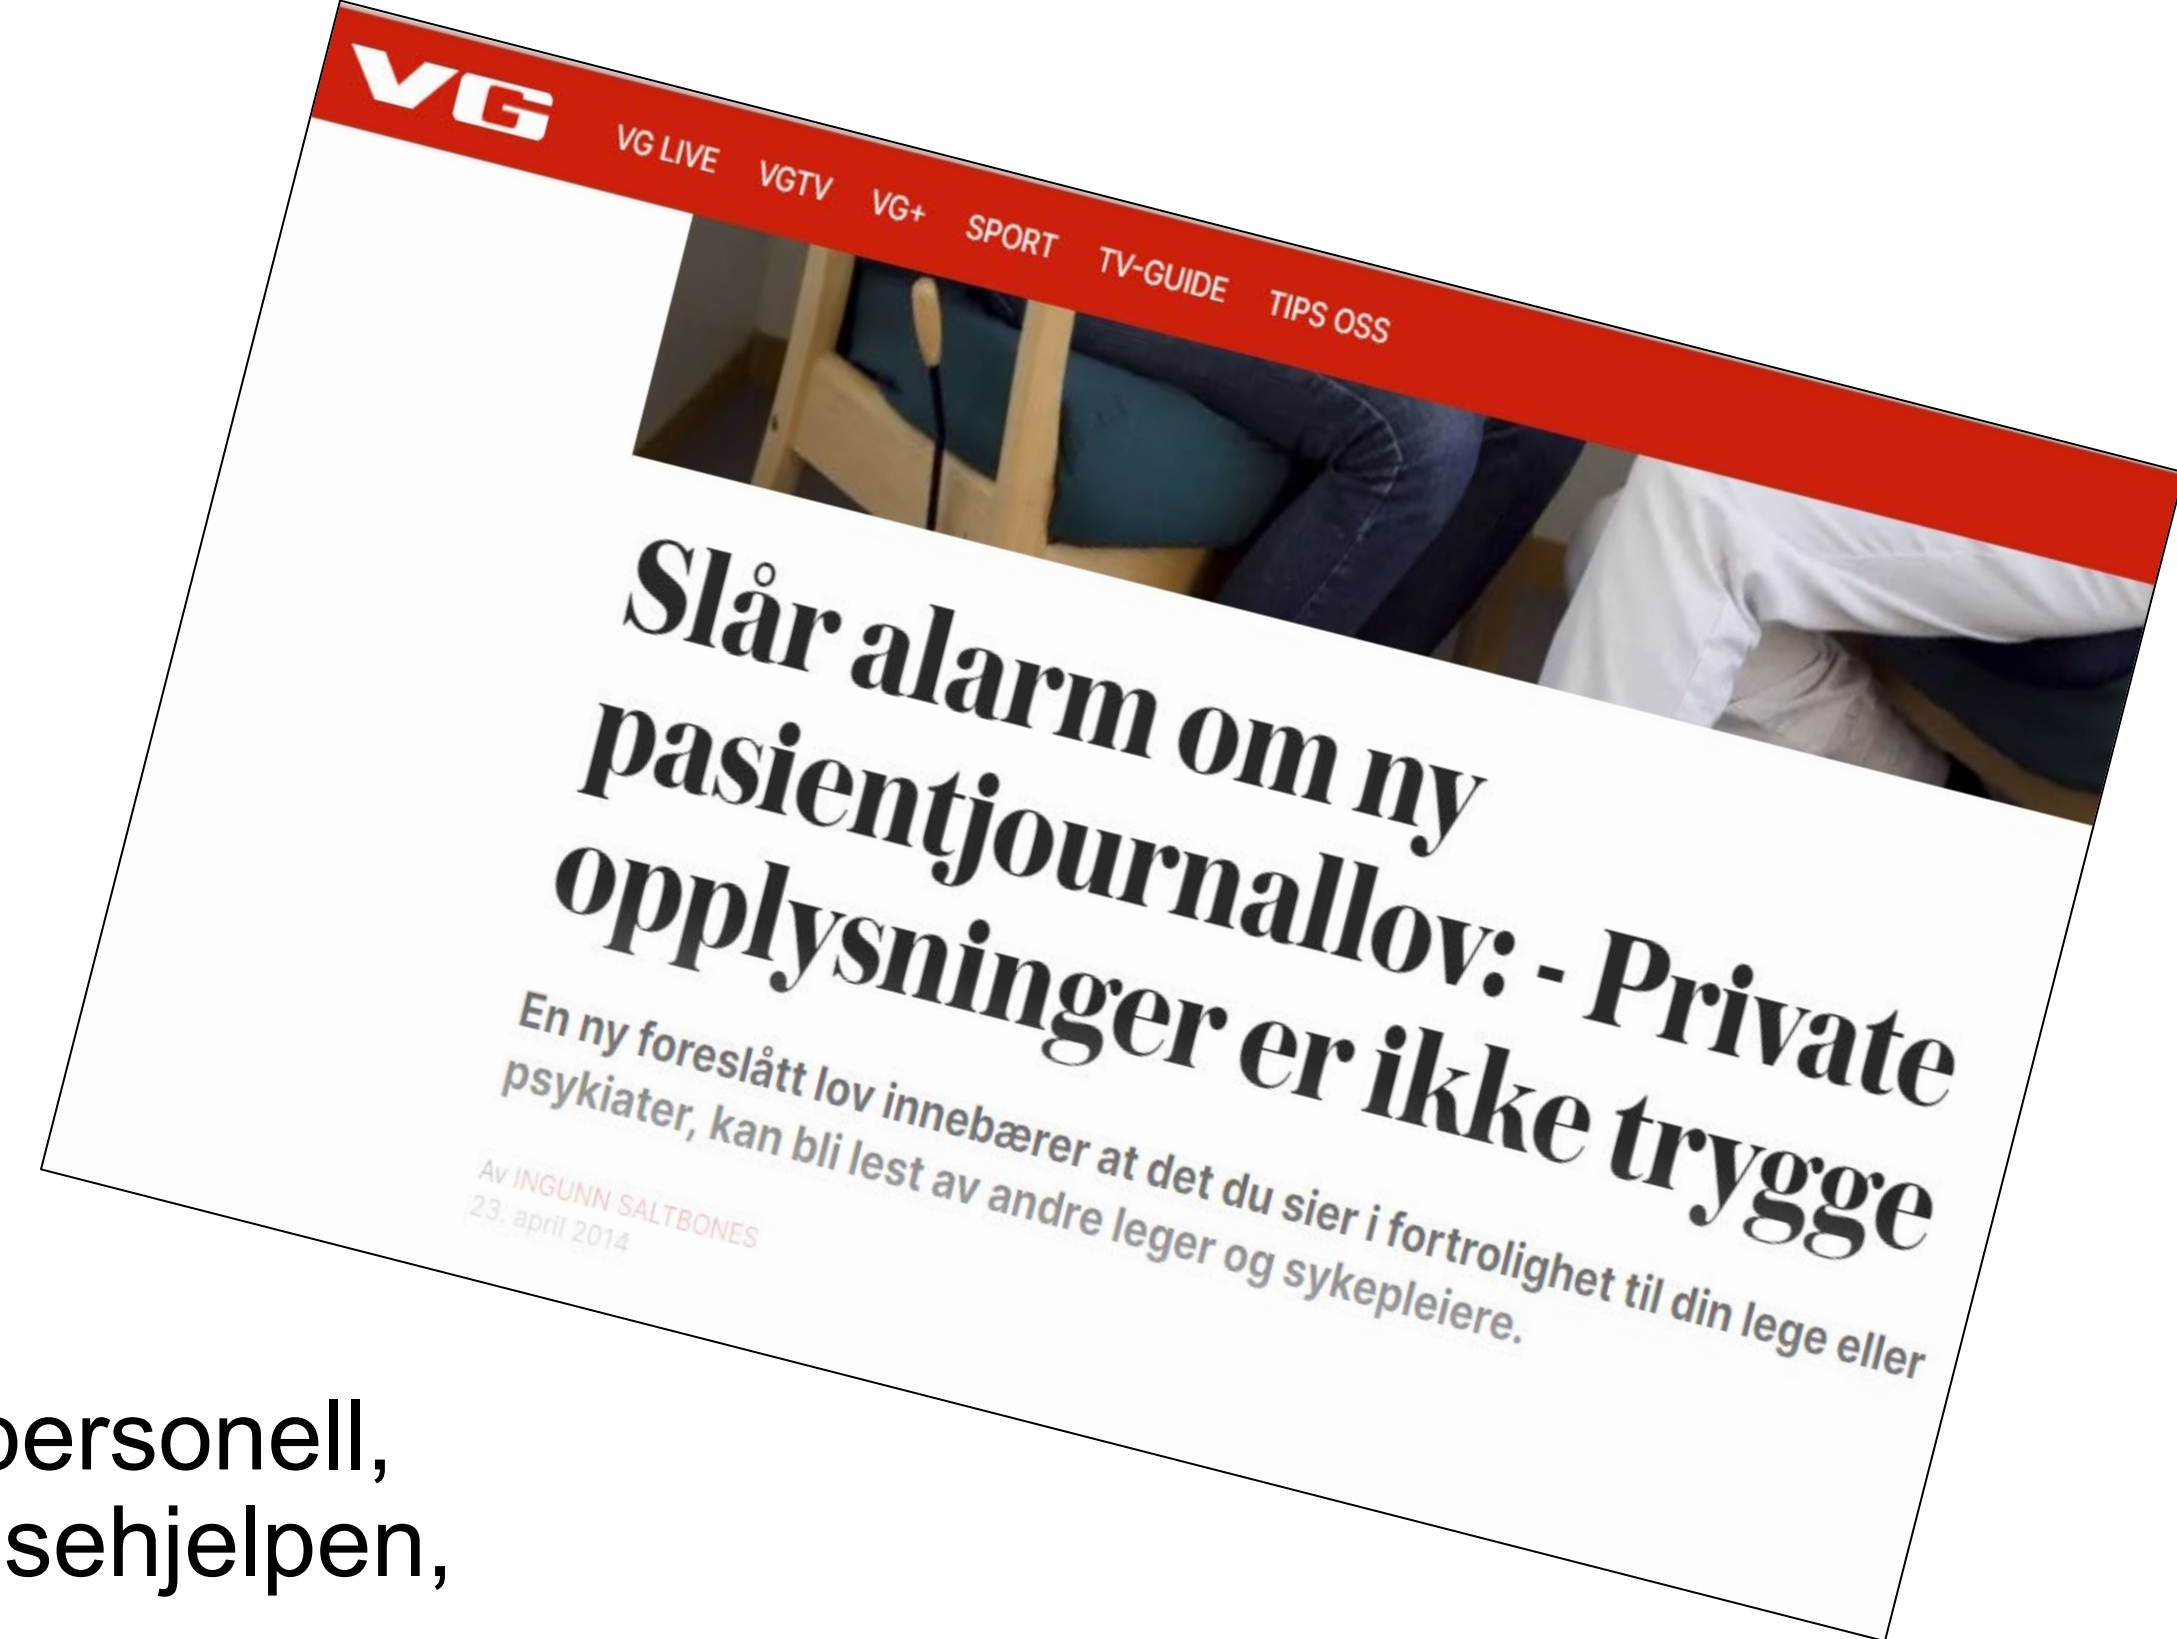 VG VG LIVE VGTV VG+ SPORT TV-GUIDE TIPS OSS
Slår alarm om ny
pasientjournallov: - Private
opplysninger er ikke trygge
En ny foreslått lov innebærer at det du sier i fortrolighet til din lege eller
psykiater, kan bli lest av andre leger og sykepleiere.
Av INGUNN SALTBONES
23. april 2014
personell,
sehjelpen,